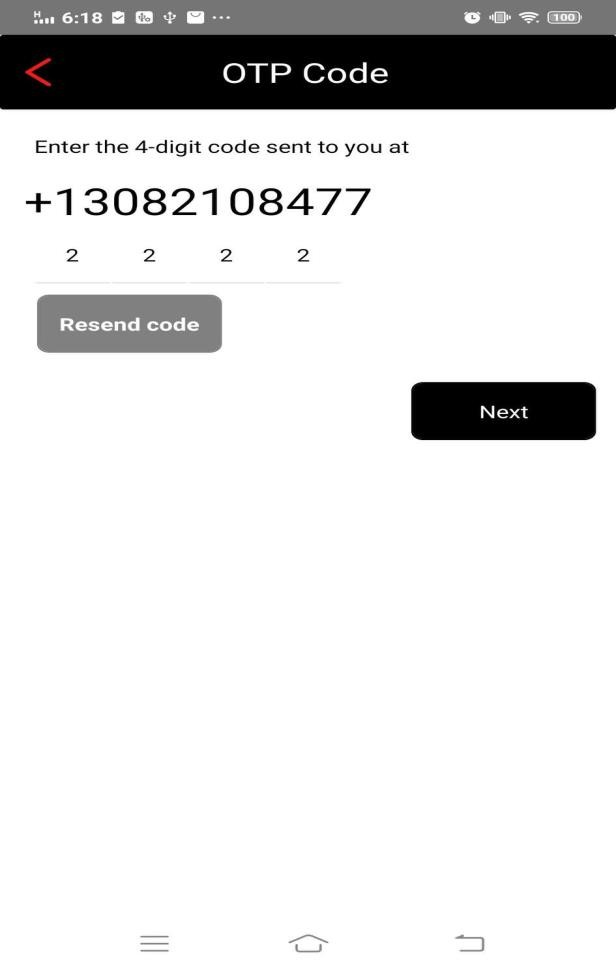 H 6:18 ... 100
OTP Code
Enter the 4-digit code sent to you at
+13082108477
2 2 2 2
Resend code
Next